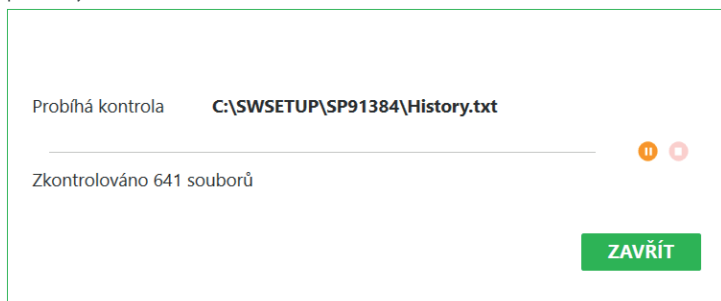 Probíhá kontrola C:\SWSETUP\SP91384\History.txt
Zkontrolováno 641 souborů
ZAVŘÍT